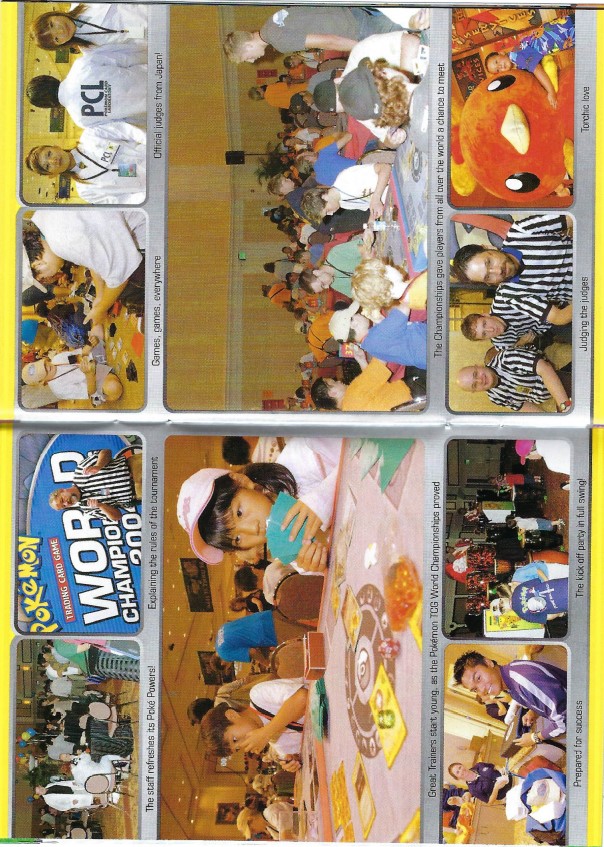 POKéMON
TRADING CARD GAME
WORLD
CHAMPION
200
PCL
POKÉMON CARD
LABORATORY
The staff refreshes its Poké Powers!
Explaining the rules of the tournament
Games, games, everywhere
Official judges from Japan!
Great Trainers start young, as the Pokémon TCG World Championships proved
The Championships gave players from all over the world a chance to meet
Prepared for success
The kick off party in full swing!
Judging the judges
Torchic love